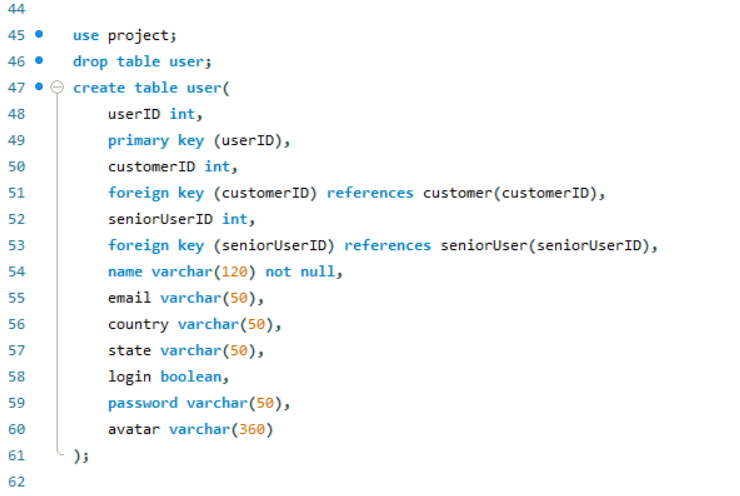 44
45 use project;
46 drop table user;
47 create table user(
48 userID int,
49 primary key (userID),
50 customerID int,
51 foreign key (customerID) references customer(customerID),
52 seniorUserID int,
53 foreign key (seniorUserID) references seniorUser(seniorUserID),
54 name varchar(120) not null,
55 email varchar(50),
56 country varchar(50),
57 state varchar(50),
58 login boolean,
59 password varchar(50),
60 avatar varchar(360)
61 );
62